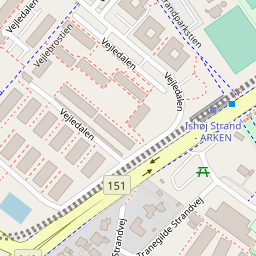 Vejledalen
Vejlebrostien
Vejledalen
Strandparkstien
Vejledalen
Vejledalen
Ishøj Strand
- ARKEN
151
Strandvej
Tranegilde Strandvej